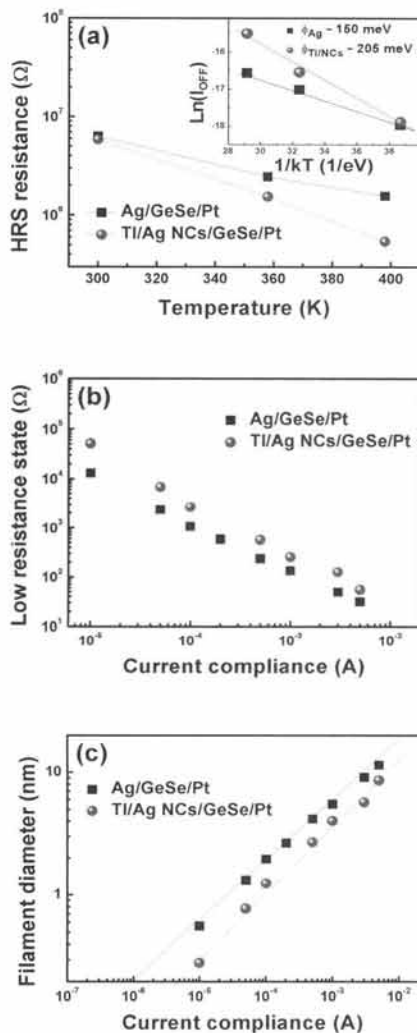 (a)
ϕAg ~ 150 meV
ϕTI/NCs ~ 205 meV
Ln(IOFF)
-16
-17
-18
28 30 32 34 36 38
1/kT (1/eV)
HRS resistance (Ω)
10⁸
10⁷
10⁶
Ag/GeSe/Pt
TI/Ag NCs/GeSe/Pt
300 320 340 360 380 400
Temperature (K)
(b)
Low resistance state (Ω)
10⁶
10⁵
10⁴
10³
10²
10¹
Ag/GeSe/Pt
TI/Ag NCs/GeSe/Pt
10⁻⁵ 10⁻⁴ 10⁻³ 10⁻²
Current compliance (A)
(c)
Filament diameter (nm)
10
1
Ag/GeSe/Pt
TI/Ag NCs/GeSe/Pt
10⁻⁷ 10⁻⁶ 10⁻⁵ 10⁻⁴ 10⁻³ 10⁻²
Current compliance (A)